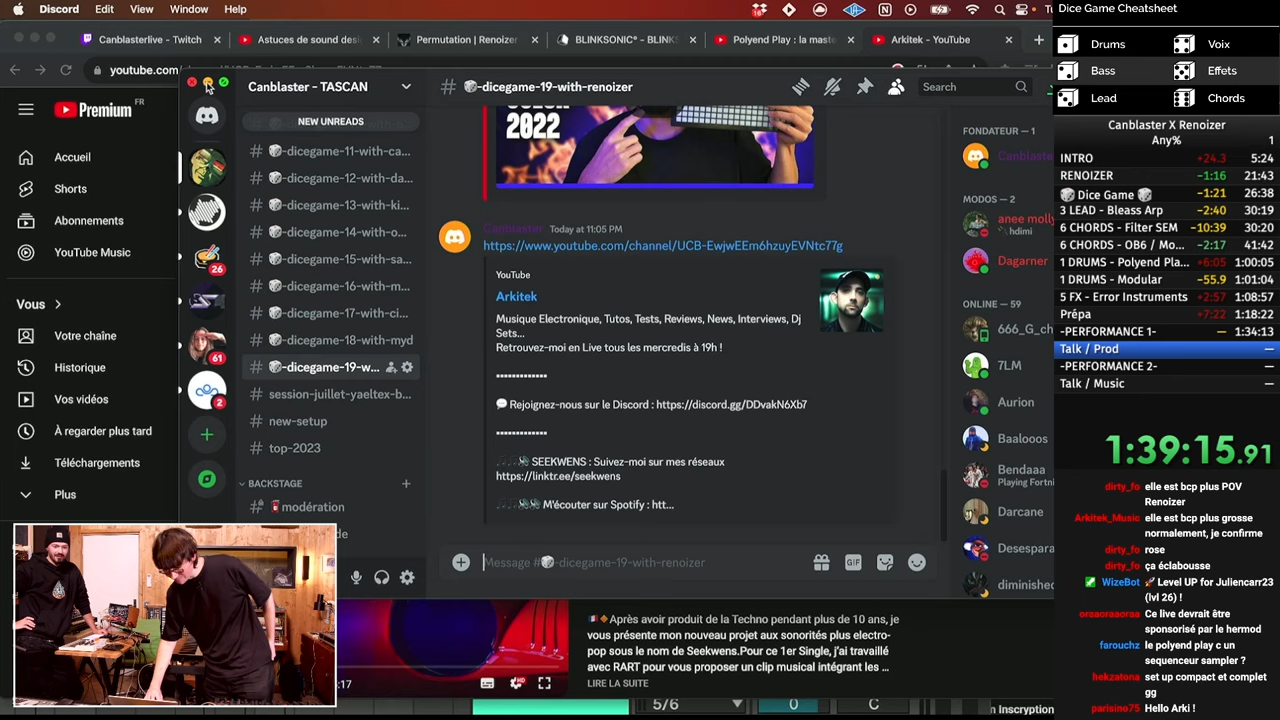 Discord Edit View Window Help
Canblasterlive - Twitch
Astuces de sound de
Permutation | Renoizer
BLINKSONIC® - BLINKS
Polyend Play : la mast
Arkitek - YouTube
youtube.com
Premium FR
Accueil
Shorts
Abonnements
YouTube Music
Vous
Votre chaîne
Historique
Vos vidéos
À regarder plus tard
Téléchargements
Plus
26
61
2
Canblaster - TASCAN
NEW UNREADS
-dicegame-11-with-ca...
-dicegame-12-with-da...
-dicegame-13-with-ki...
-dicegame-14-with-o...
-dicegame-15-with-sa...
-dicegame-16-with-m...
-dicegame-17-with-ci...
-dicegame-18-with-myd
-dicegame-19-w...
session-juillet-yaeltex-b...
new-setup
top-2023
BACKSTAGE
modération
# -dicegame-19-with-renoizer
Search
2022
Canblaster Today at 11:05 PM
https://www.youtube.com/channel/UCB-EwjwEEm6hzuyEVNtc77g
YouTube
Arkitek
Musique Electronique, Tutos, Tests, Reviews, News, Interviews, Dj
Sets...
Retrouvez-moi en Live tous les mercredis à 19h !
Rejoignez-nous sur le Discord : https://discord.gg/DDvakN6Xb7
SEEKWENS : Suivez-moi sur mes réseaux
https://linktr.ee/seekwens
M'écouter sur Spotify : htt...
Message #-dicegame-19-with-renoizer
GIF
FONDATEUR — 1
Canblaste
MODOS — 2
anee molly
hdimi
Dagarner
ONLINE — 59
666_G_ch
7LM
Aurion
Baalooos
Bendaaa
Playing Fortni
Darcane
Desespara
diminishe
:17
HD
Après avoir produit de la Techno pendant plus de 10 ans, je
vous présente mon nouveau projet aux sonorités plus electro-
pop sous le nom de Seekwens.Pour ce 1er Single, j'ai travaillé
avec RART pour vous proposer un clip musical intégrant les ...
LIRE LA SUITE
5/6
0
C
n Inscryption
Dice Game Cheatsheet
Drums Voix
Bass Effets
Lead Chords
Canblaster X Renoizer
Any% 1
INTRO +24.3 5:24
RENOIZER −1:16 21:43
Dice Game −1:21 26:38
3 LEAD - Bleass Arp −2:40 30:19
6 CHORDS - Filter SEM −10:39 30:20
6 CHORDS - OB6 / Mo... −2:17 41:42
1 DRUMS - Polyend Pla... +6:05 1:00:05
1 DRUMS - Modular −55.9 1:01:04
5 FX - Error Instruments +2:57 1:08:57
Prépa +7:22 1:18:22
-PERFORMANCE 1- — 1:34:13
Talk / Prod —
-PERFORMANCE 2- —
Talk / Music —
1:39:15.91
dirty_fo elle est bcp plus POV
Renoizer
Arkitek_Music elle est bcp plus grosse
normalement, je confirme
dirty_fo rose
dirty_fo ça éclabousse
WizeBot Level UP for Juliencarr23
(lvl 26) !
oraoraoraraa Ce live devrait être
sponsorisé par le hermod
farouchz le polyend play c un
sequenceur sampler ?
hekzatona set up compact et complet
gg
parisino75 Hello Arki !